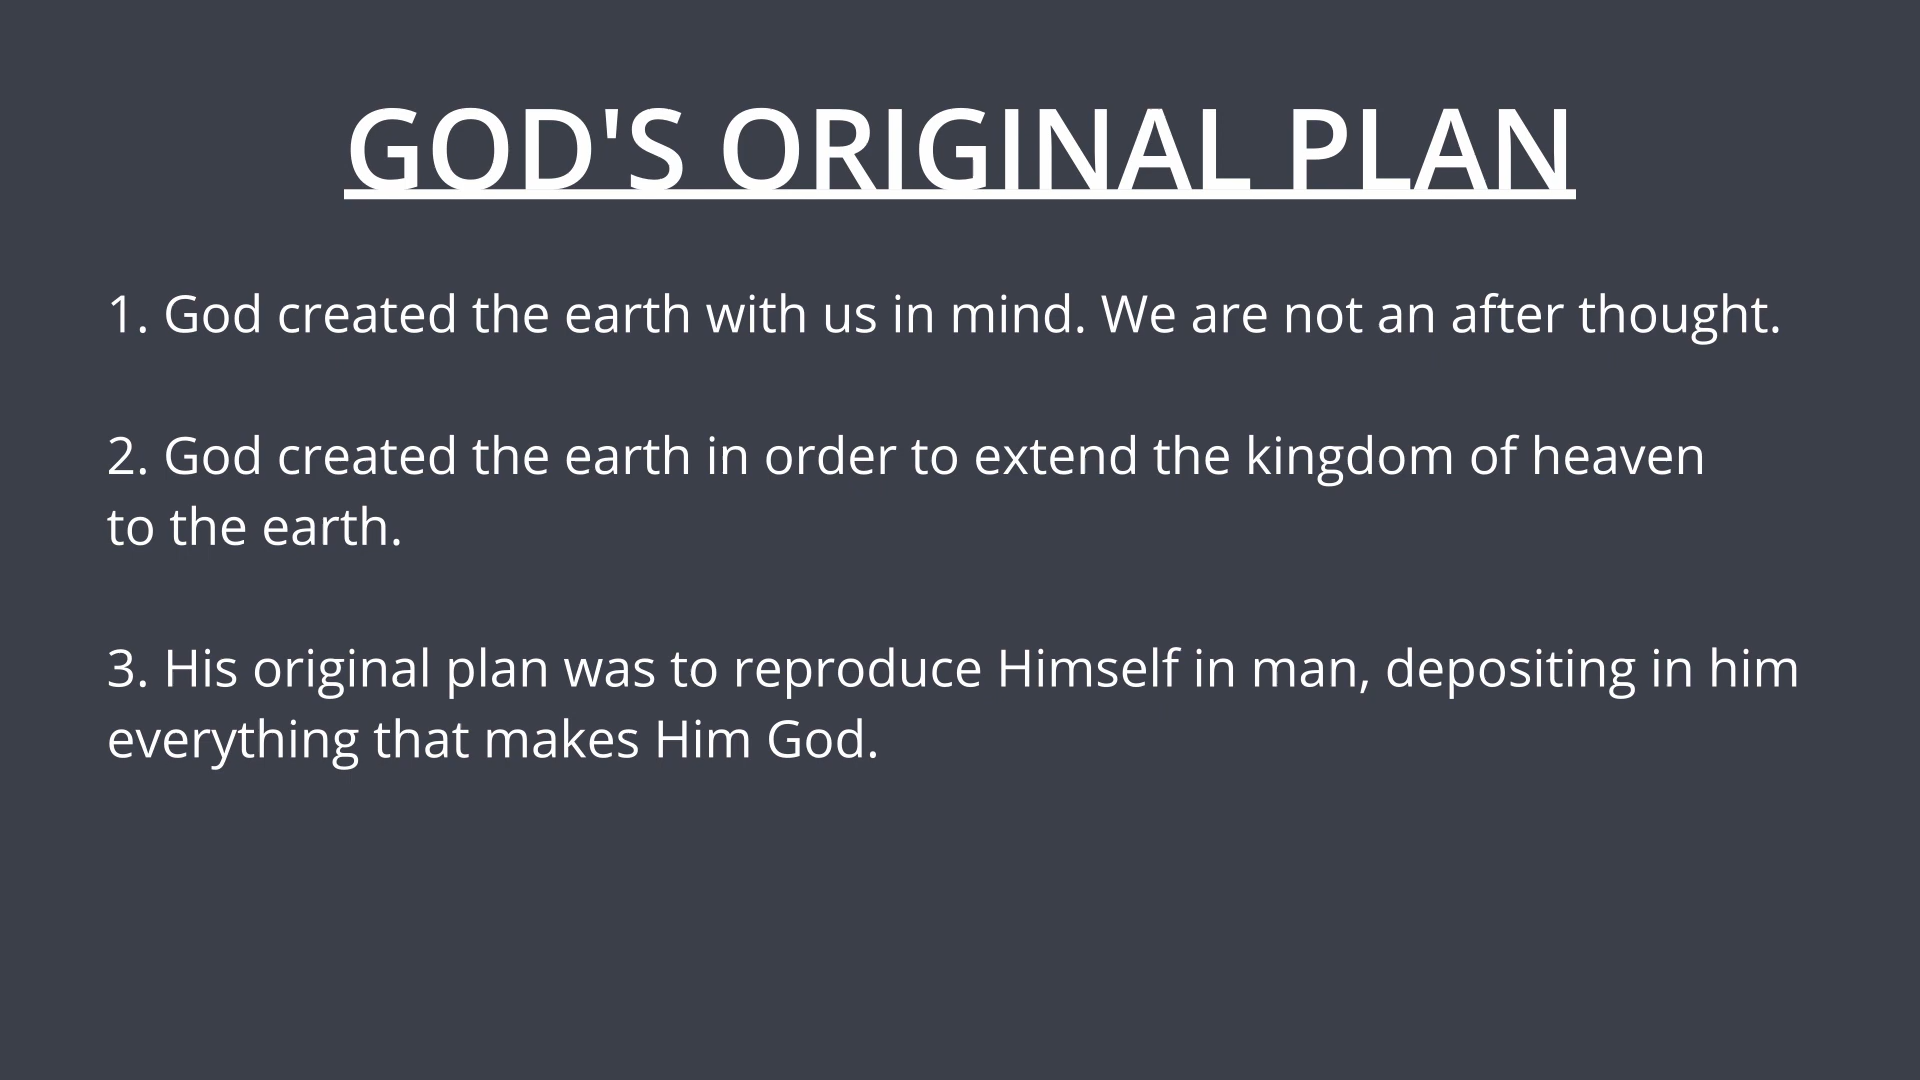 GOD'S ORIGINAL PLAN
1. God created the earth with us in mind. We are not an after thought.
2. God created the earth in order to extend the kingdom of heaven
to the earth.
3. His original plan was to reproduce Himself in man, depositing in him
everything that makes Him God.